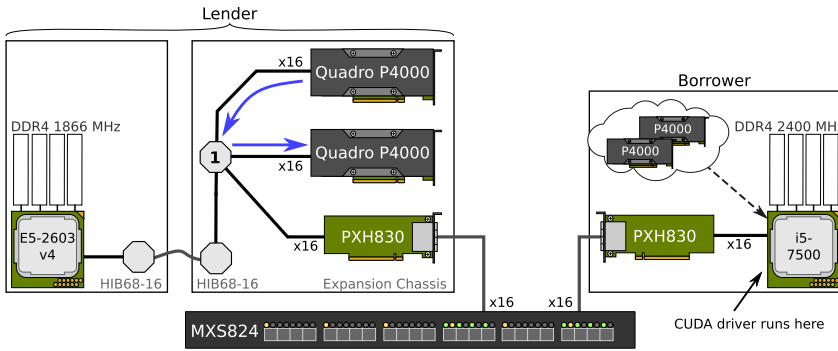 Lender
x16
Quadro P4000
Borrower
P4000
P4000
DDR4 1866 MHz
DDR4 2400 MHz
1
Quadro P4000
x16
E5-2603
v4
PXH830
x16
PXH830
x16
i5-
7500
HIB68-16
HIB68-16
Expansion Chassis
x16
x16
CUDA driver runs here
MXS824